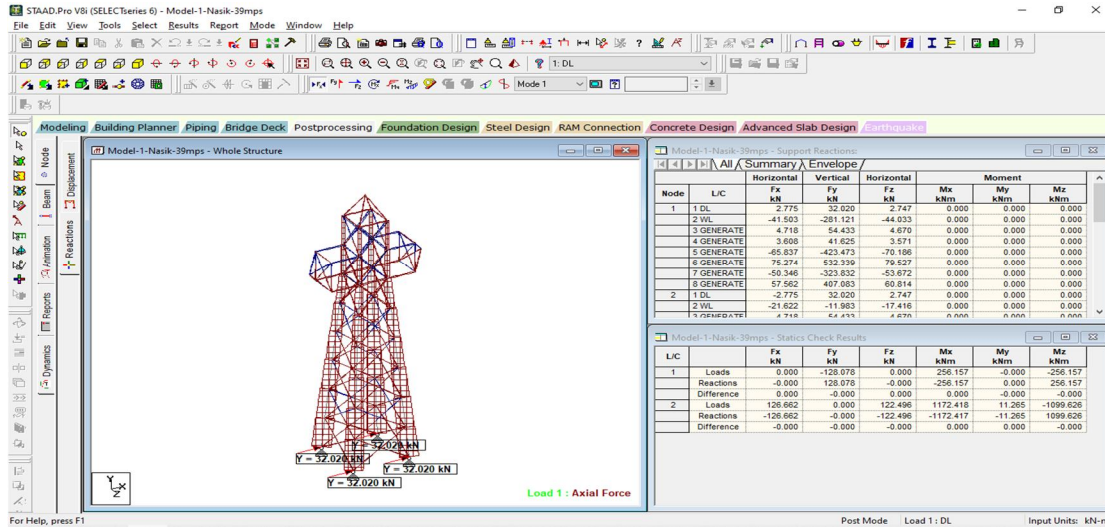 STAAD.Pro V8i (SELECTseries 6) - Model-1-Nasik-39mps
File Edit View Tools Select Results Report Mode Window Help
1: DL
Mode 1
Modeling Building Planner Piping Bridge Deck Postprocessing Foundation Design Steel Design RAM Connection Concrete Design Advanced Slab Design Earthquake
Node
Beam
Animation
Reports
Dynamics
Displacement
Reactions
Model-1-Nasik-39mps - Whole Structure
Y = 32.020 kN
Y = 32.020 kN
Y = 32.020 kN
Y = 32.020 kN
Y
X
Z
Load 1 : Axial Force
Model-1-Nasik-39mps - Support Reactions:
All Summary Envelope
Horizontal Vertical Horizontal Moment
Node L/C Fx kN Fy kN Fz kN Mx kNm My kNm Mz kNm
1 1 DL 2.775 32.020 2.747 0.000 0.000 0.000
2 WL -41.503 -281.121 -44.033 0.000 0.000 0.000
3 GENERATE 4.718 54.433 4.670 0.000 0.000 0.000
4 GENERATE 3.608 41.625 3.571 0.000 0.000 0.000
5 GENERATE -65.837 -423.473 -70.186 0.000 0.000 0.000
6 GENERATE 75.274 532.339 79.527 0.000 0.000 0.000
7 GENERATE -50.346 -323.832 -53.672 0.000 0.000 0.000
8 GENERATE 57.562 407.083 60.814 0.000 0.000 0.000
2 1 DL -2.775 32.020 2.747 0.000 0.000 0.000
2 WL -21.622 -11.983 -17.416 0.000 0.000 0.000
3 GENERATE -4.718 54.433 4.670 0.000 0.000 0.000
Model-1-Nasik-39mps - Statics Check Results
L/C Fx kN Fy kN Fz kN Mx kNm My kNm Mz kNm
1 Loads 0.000 -128.078 0.000 256.157 -0.000 -256.157
Reactions -0.000 128.078 -0.000 -256.157 0.000 256.157
Difference 0.000 -0.000 -0.000 0.000 0.000 0.000
2 Loads 126.662 0.000 122.496 1172.418 11.265 -1099.626
Reactions -126.662 -0.000 -122.496 -1172.417 -11.265 1099.626
Difference -0.000 -0.000 -0.000 0.000 0.000 -0.000
For Help, press F1
Post Mode Load 1 : DL Input Units: kN-m